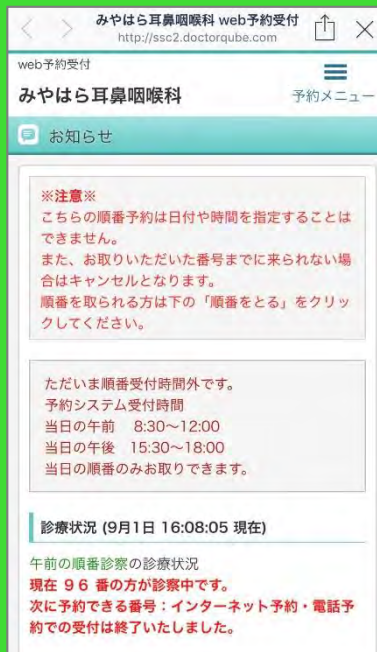 みやはら耳鼻咽喉科 web予約受付
http://ssc2.doctorqube.com
web予約受付
みやはら耳鼻咽喉科
予約メニュー
お知らせ
※注意※
こちらの順番予約は日付や時間を指定することは
できません。
また、お取りいただいた番号までに来られない場
合はキャンセルとなります。
順番を取られる方は下の「順番をとる」をクリッ
クしてください。
ただいま順番受付時間外です。
予約システム受付時間
当日の午前　8:30～12:00
当日の午後　15:30～18:00
当日の順番のみお取りできます。
診療状況 (9月1日 16:08:05 現在)
午前の順番診察の診療状況
現在 ９６ 番の方が診察中です。
次に予約できる番号：インターネット予約・電話予
約での受付は終了いたしました。